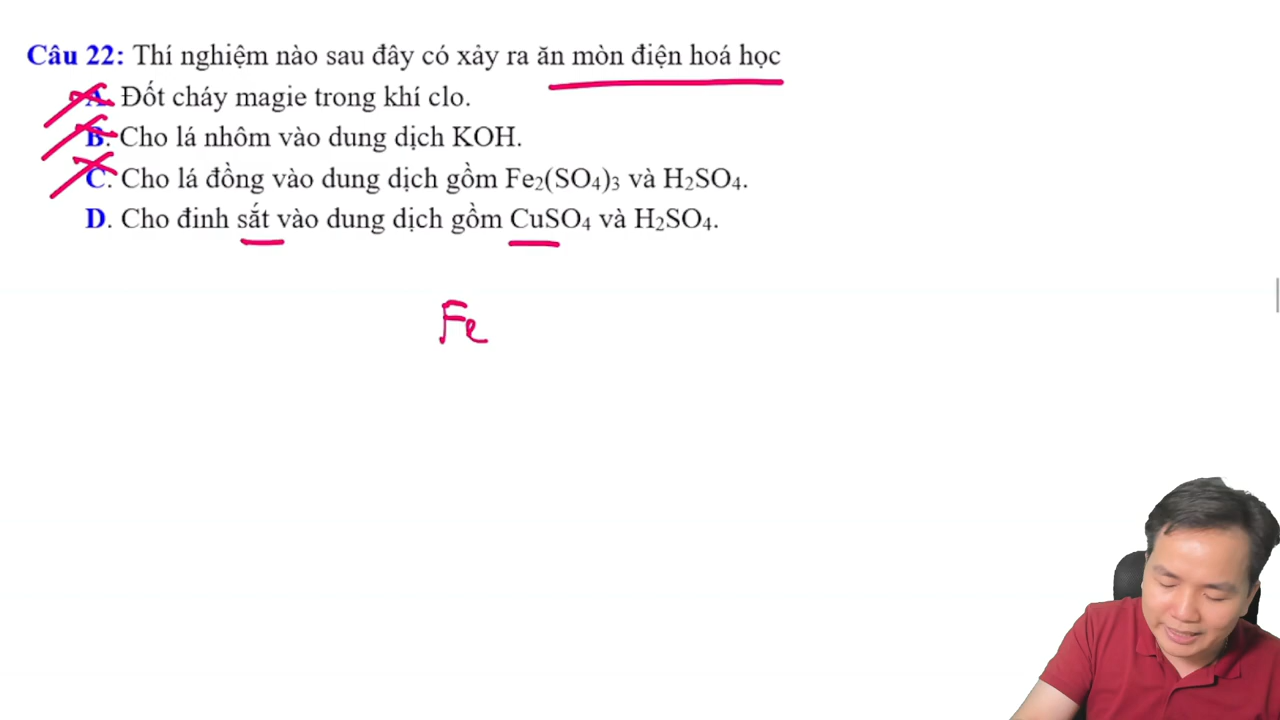 Câu 22: Thí nghiệm nào sau đây có xảy ra ăn mòn điện hoá học
A. Đốt cháy magie trong khí clo.
B. Cho lá nhôm vào dung dịch KOH.
C. Cho lá đồng vào dung dịch gồm Fe₂(SO₄)₃ và H₂SO₄.
D. Cho đinh sắt vào dung dịch gồm CuSO₄ và H₂SO₄.
Fe